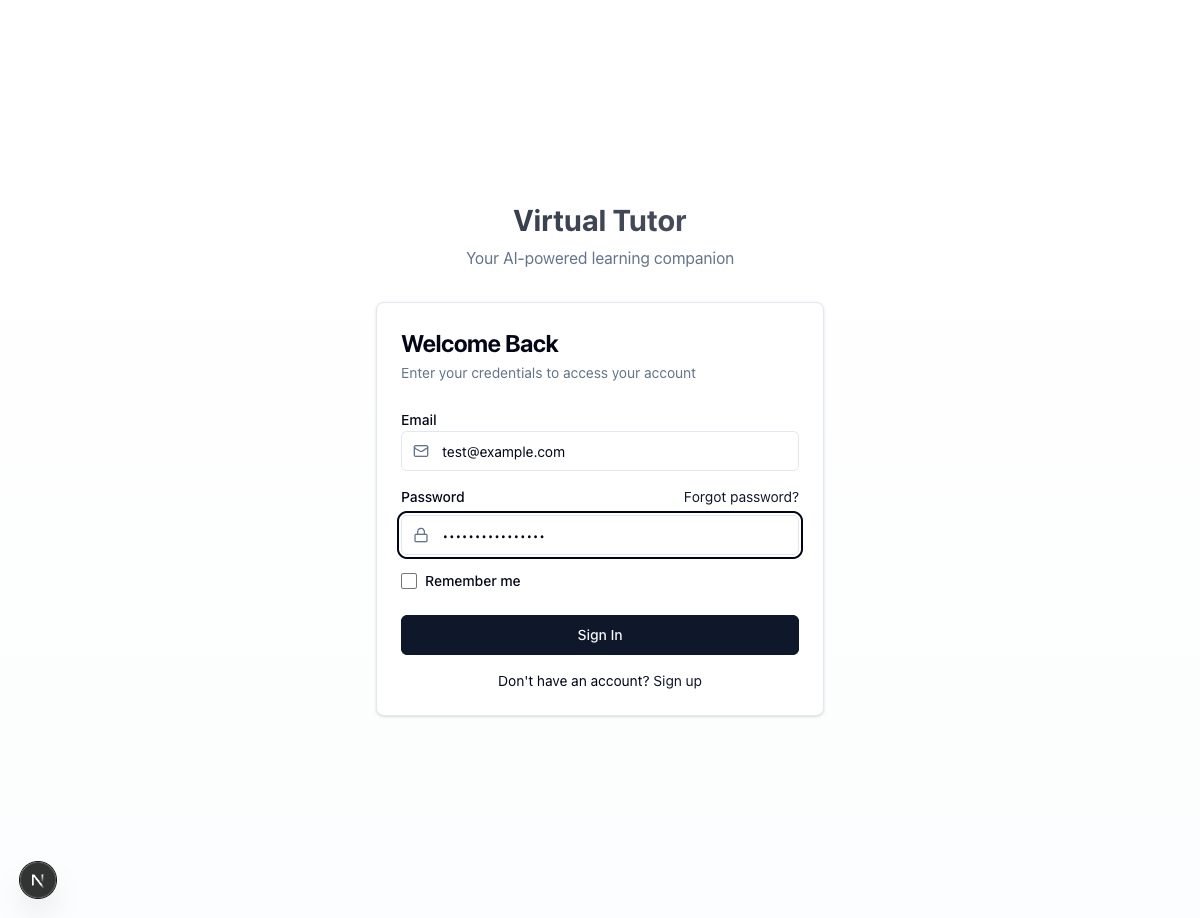 Virtual Tutor
Your AI-powered learning companion
Welcome Back
Enter your credentials to access your account
Email
test@example.com
Password Forgot password?
••••••••••••••••
Remember me
Sign In
Don't have an account? Sign up
N